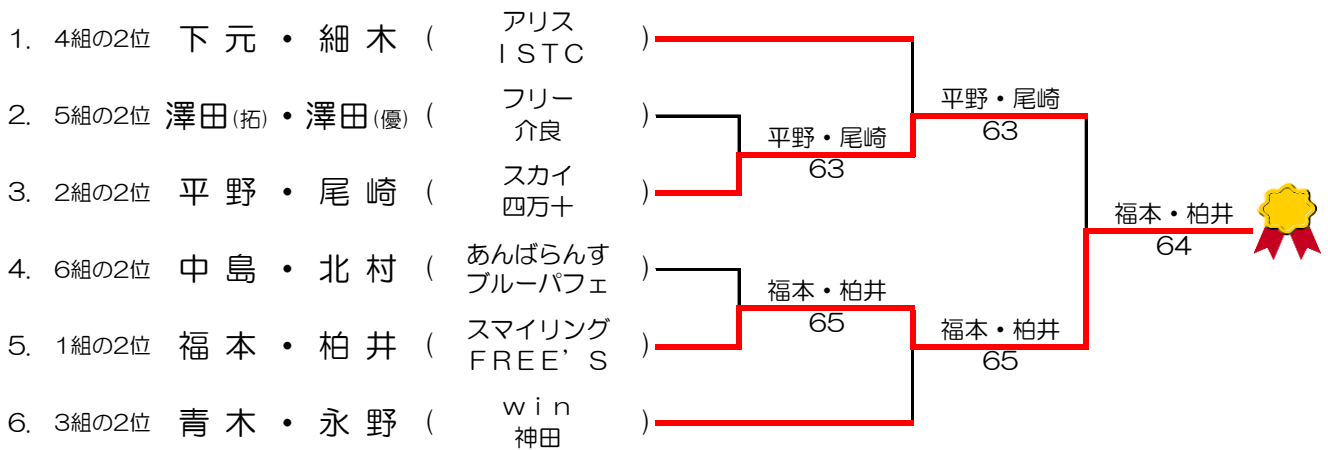 1. 4組の2位 下元・細木 ( アリス ISTC )
2. 5組の2位 澤田(拓)・澤田(優) ( フリー 介良 )
3. 2組の2位 平野・尾崎 ( スカイ 四万十 )
4. 6組の2位 中島・北村 ( あんばらんす ブルーパフェ )
5. 1組の2位 福本・柏井 ( スマイリング FREE'S )
6. 3組の2位 青木・永野 ( win 神田 )
平野・尾崎
63
福本・柏井
65
平野・尾崎
63
福本・柏井
65
福本・柏井
64